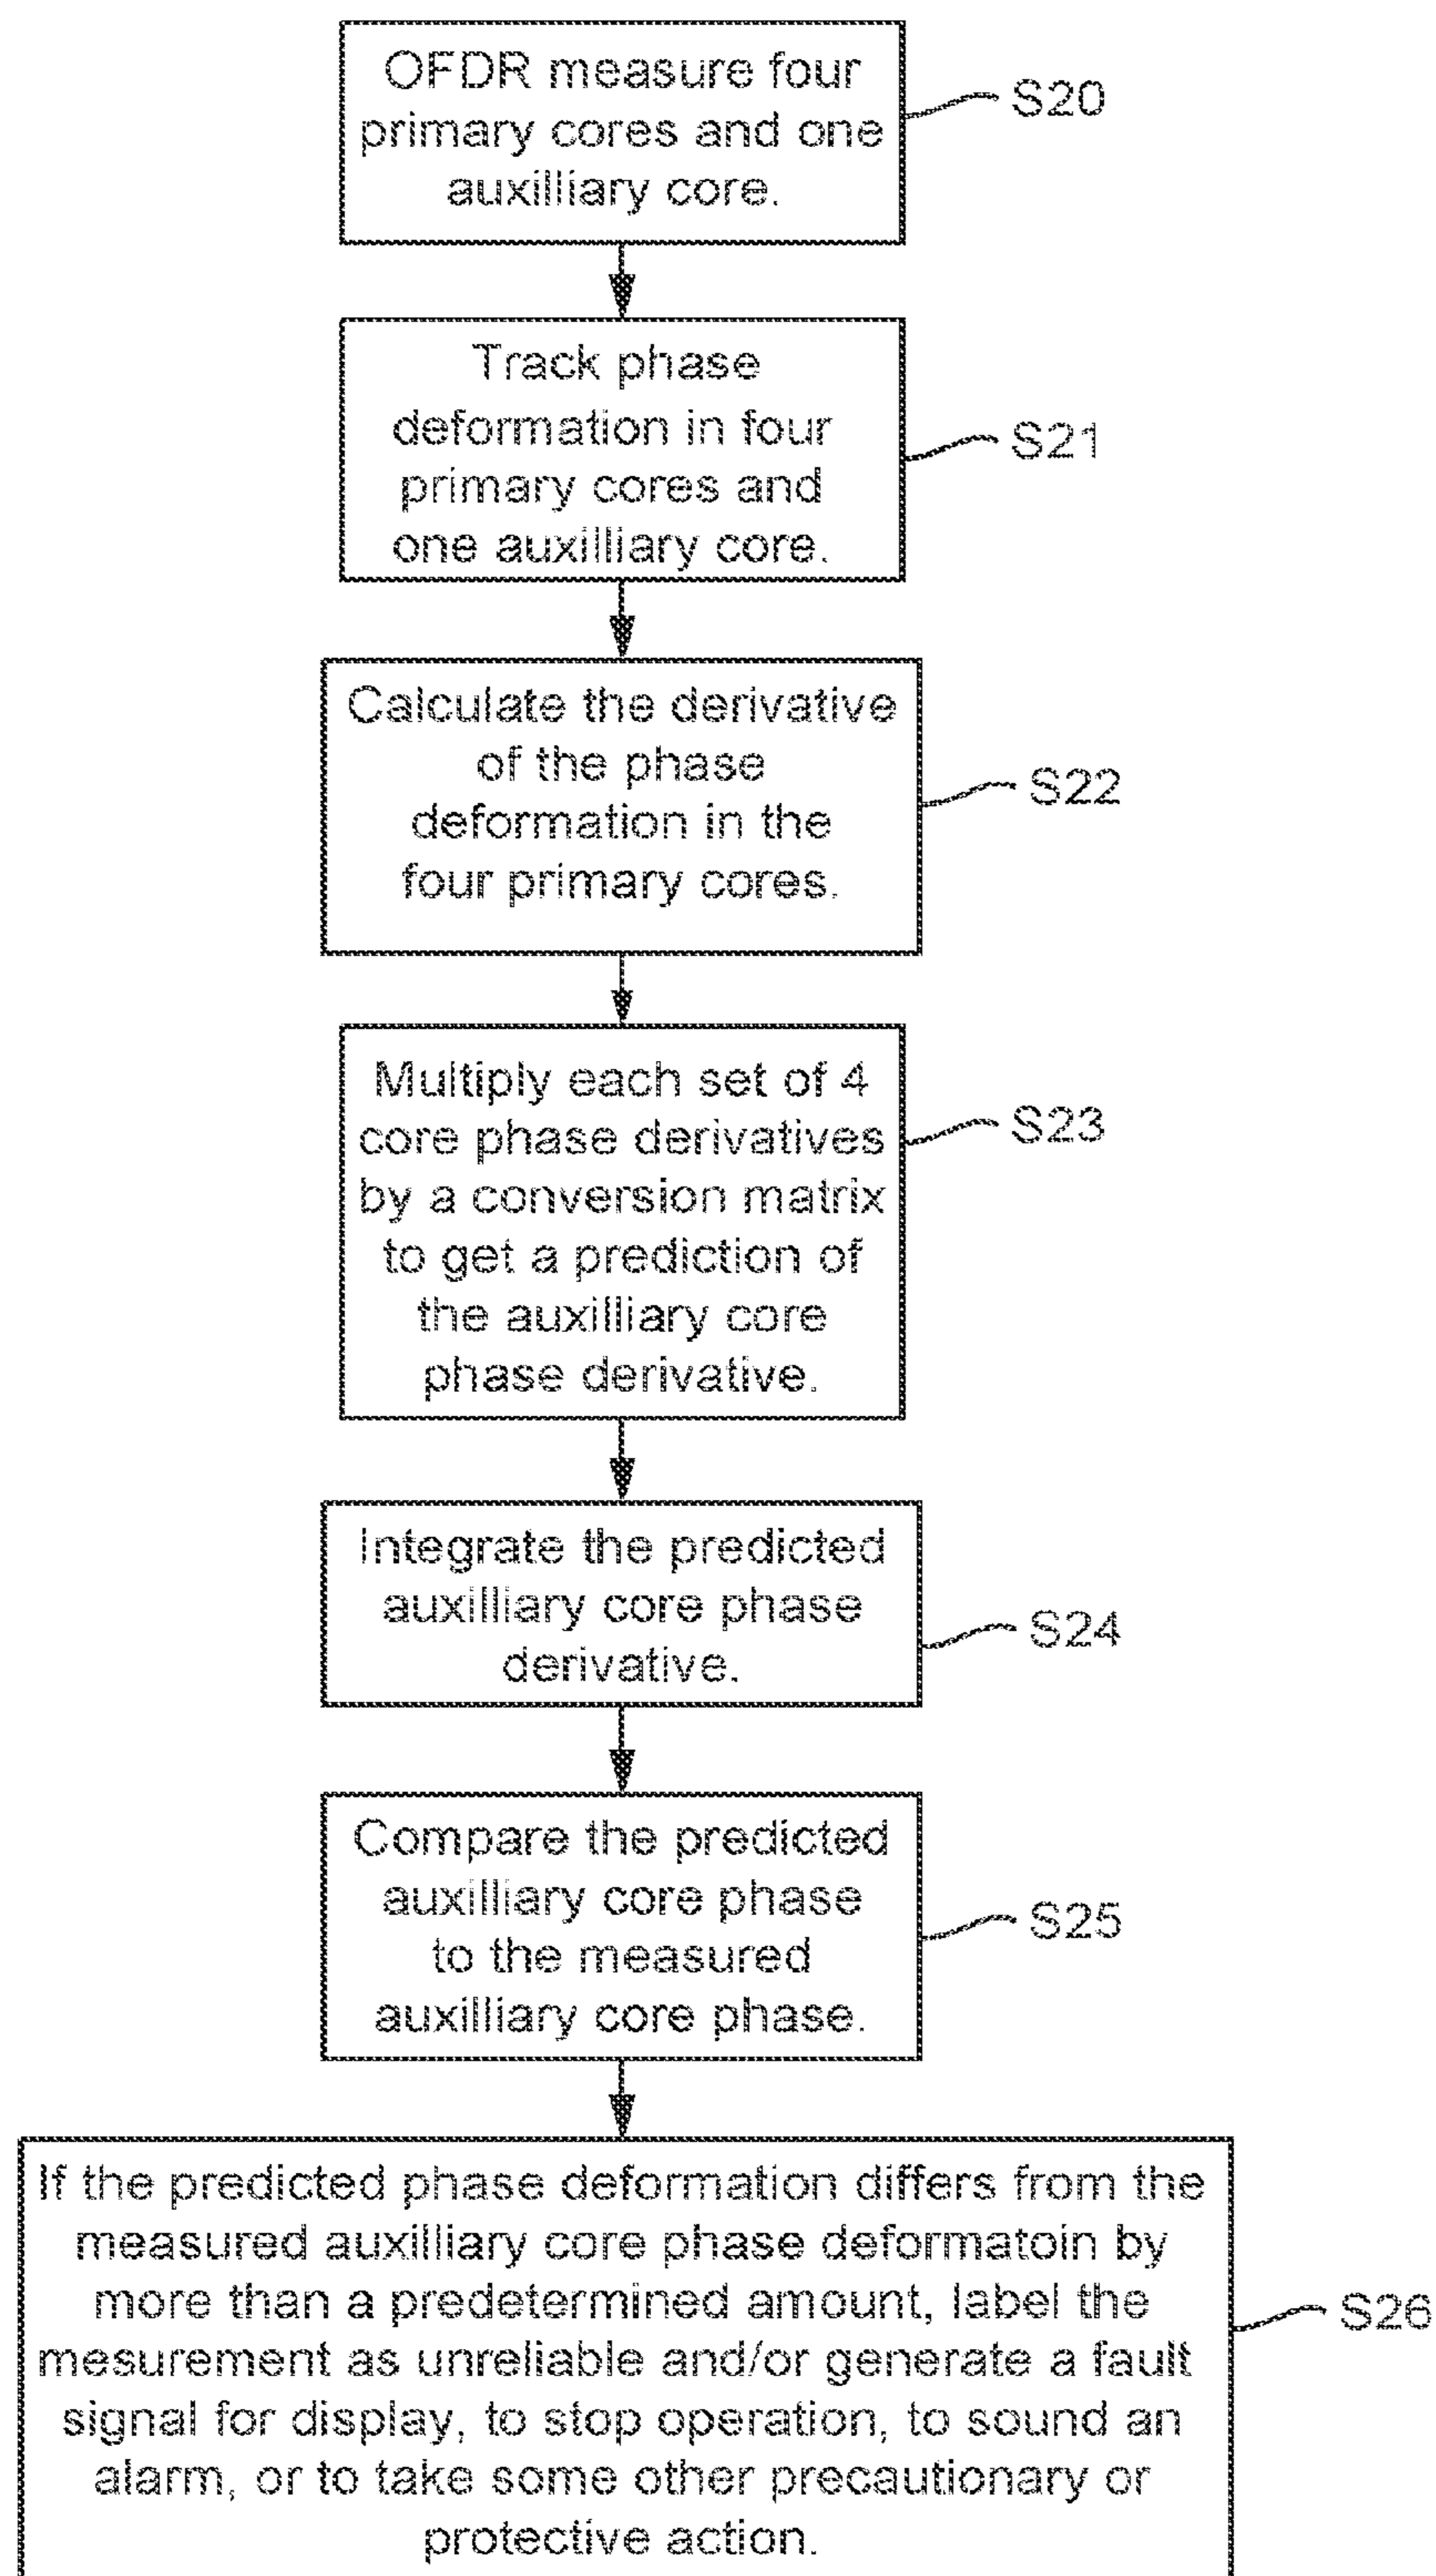 OFDR measure four
primary cores and one
auxilliary core.
S20
Track phase
deformation in four
primary cores and
one auxilliary core.
S21
Calculate the derivative
of the phase
deformation in the
four primary cores.
S22
Multiply each set of 4
core phase derivatives
by a conversion matrix
to get a prediction of
the auxilliary core
phase derivative.
S23
Integrate the predicted
auxilliary core phase
derivative.
S24
Compare the predicted
auxilliary core phase
to the measured
auxilliary core phase.
S25
If the predicted phase deformation differs from the
measured auxilliary core phase deformatoin by
more than a predetermined amount, label the
mesurement as unreliable and/or generate a fault
signal for display, to stop operation, to sound an
alarm, or to take some other precautionary or
protective action.
S26